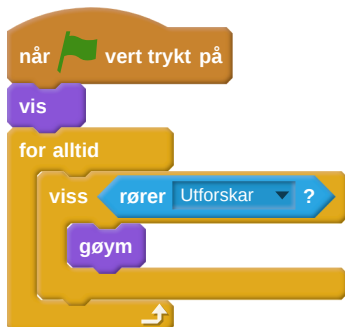 når vert trykt på
vis
for alltid
viss rører Utforskar ?
gøym